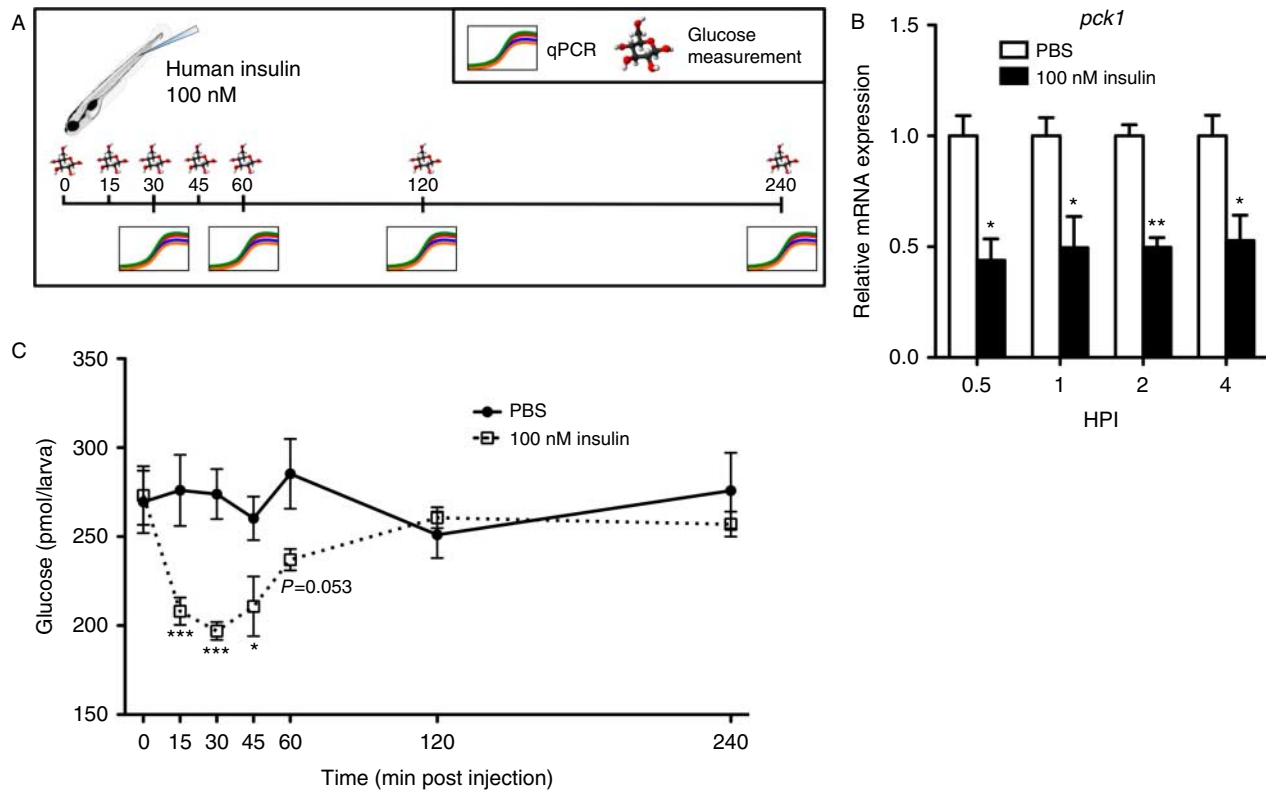 A
Human insulin
100 nM
qPCR
Glucose
measurement
0 15 30 45 60 120 240
B
pck1
PBS
100 nM insulin
Relative mRNA expression
1.5
1.0
0.5
0.0
* * ** *
0.5 1 2 4
HPI
C
Glucose (pmol/larva)
350
300
250
200
150
PBS
100 nM insulin
P=0.053
*** *** *
0 15 30 45 60 120 240
Time (min post injection)